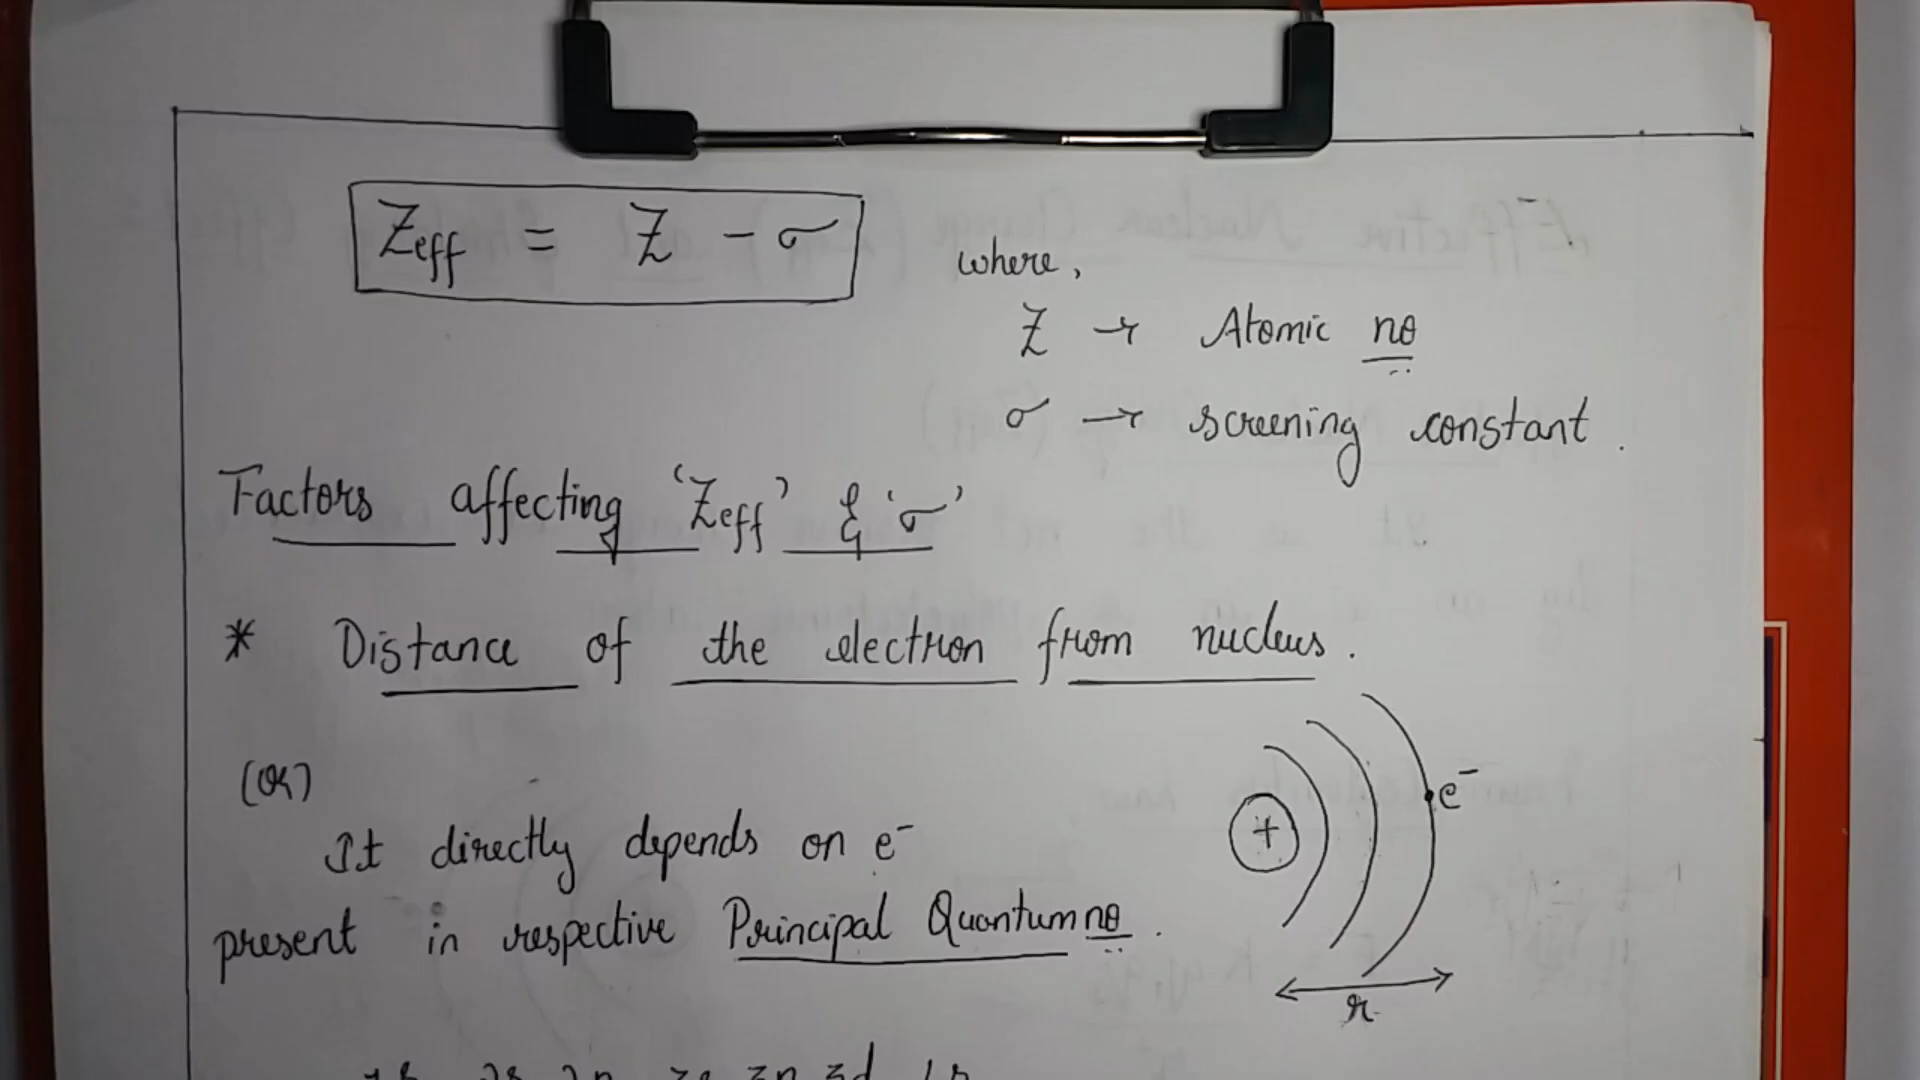 Zeff = Z - σ
where,
Z → Atomic no
σ → screening constant.
Factors affecting 'Zeff' & 'σ'
* Distance of the electron from nucleus.
(or)
It directly depends on e⁻
present in respective Principal Quantum no.
+
e⁻
r